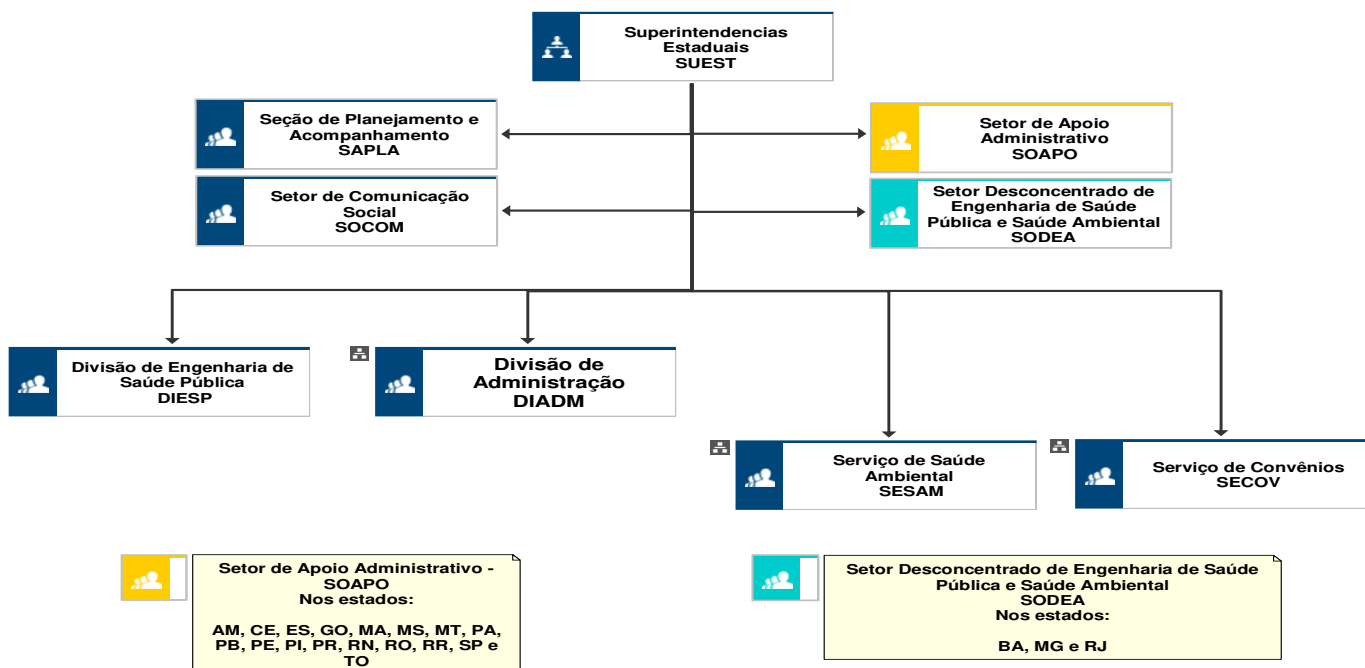 Superintendencias
Estaduais
SUEST
Seção de Planejamento e
Acompanhamento
SAPLA
Setor de Apoio
Administrativo
SOAPO
Setor de Comunicação
Social
SOCOM
Setor Desconcentrado de
Engenharia de Saúde
Pública e Saúde Ambiental
SODEA
Divisão de Engenharia de
Saúde Pública
DIESP
Divisão de
Administração
DIADM
Serviço de Saúde
Ambiental
SESAM
Serviço de Convênios
SECOV
Setor de Apoio Administrativo -
SOAPO
Nos estados:
AM, CE, ES, GO, MA, MS, MT, PA,
PB, PE, PI, PR, RN, RO, RR, SP e
TO
Setor Desconcentrado de Engenharia de Saúde
Pública e Saúde Ambiental
SODEA
Nos estados:
BA, MG e RJ